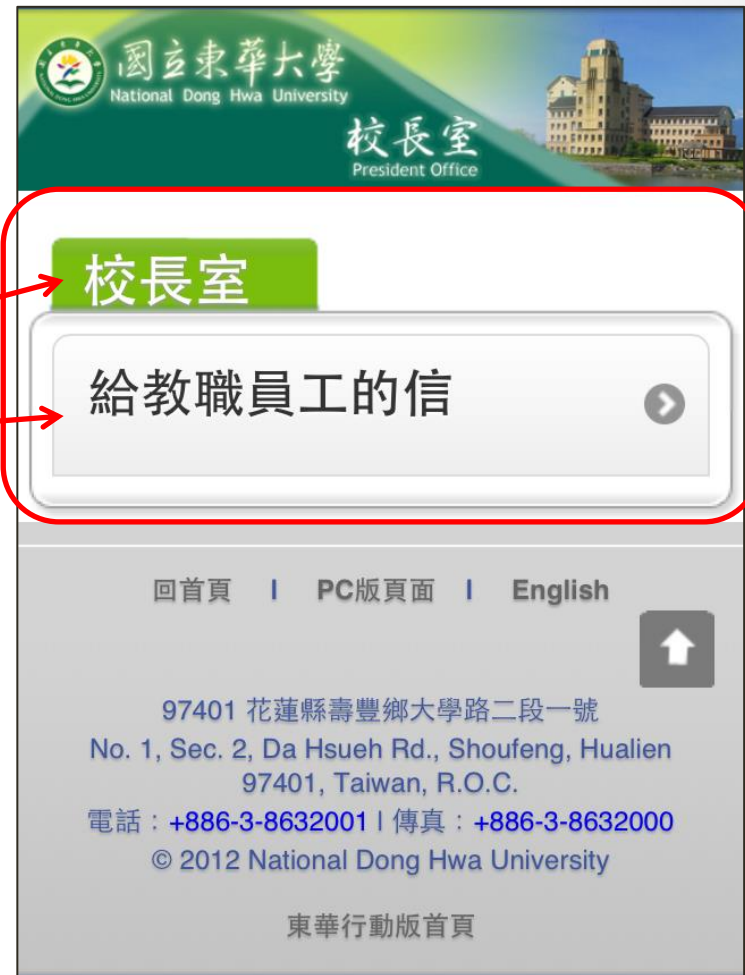 國立東華大學
National Dong Hwa University
校長室
President Office
校長室
給教職員工的信
回首頁 | PC版頁面 | English
97401 花蓮縣壽豐鄉大學路二段一號
No. 1, Sec. 2, Da Hsueh Rd., Shoufeng, Hualien
97401, Taiwan, R.O.C.
電話：+886-3-8632001 | 傳真：+886-3-8632000
© 2012 National Dong Hwa University
東華行動版首頁